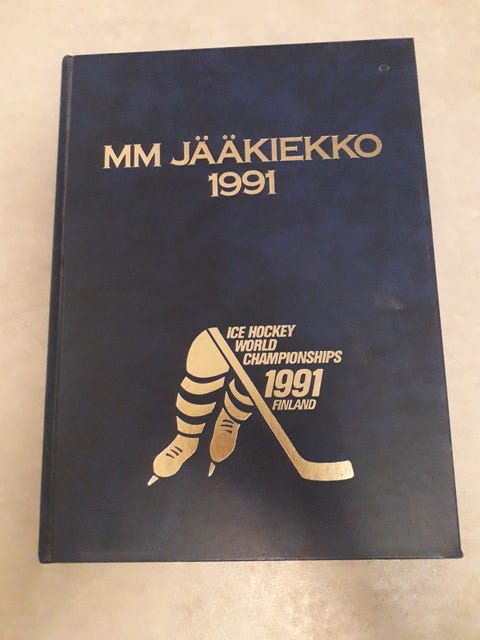 MM JÄÄKIEKKO
1991
ICE HOCKEY
WORLD
CHAMPIONSHIPS
1991
FINLAND